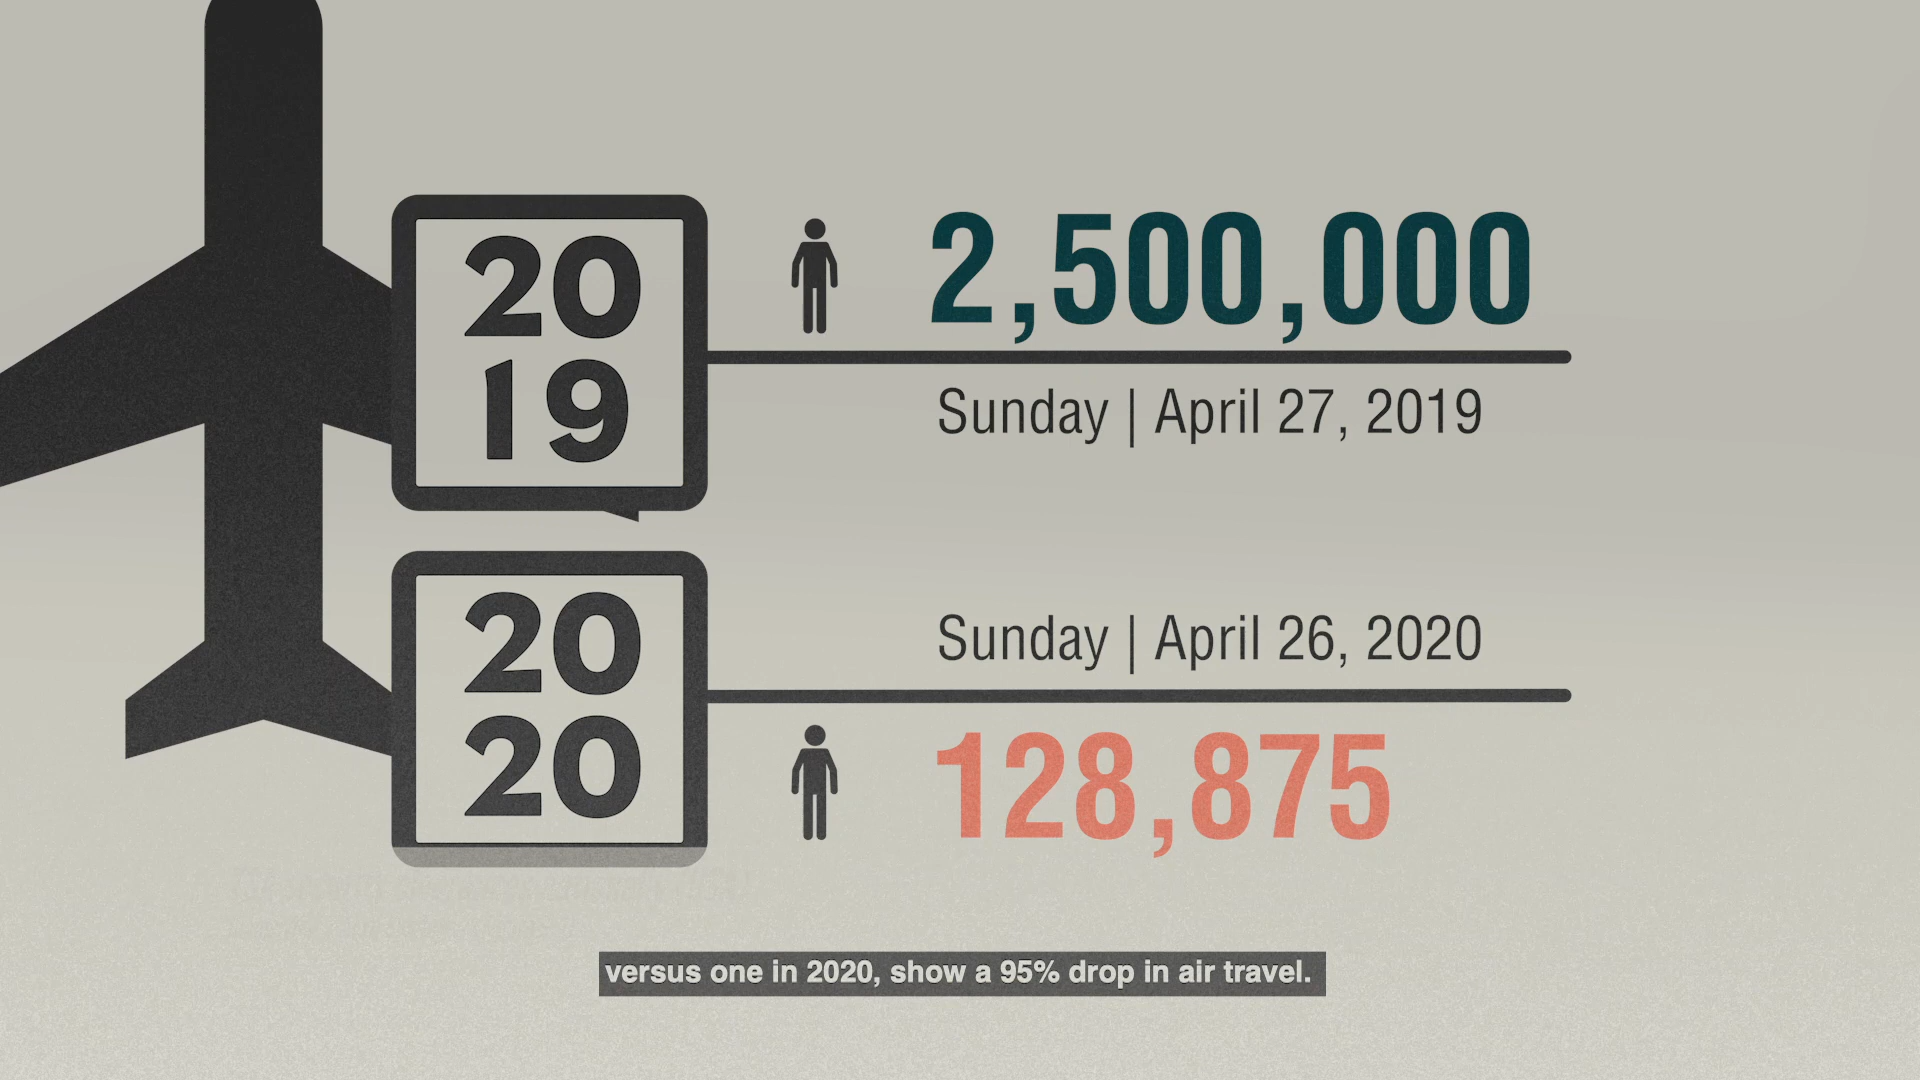 20
19
2,500,000
Sunday | April 27, 2019
20
20
Sunday | April 26, 2020
128,875
versus one in 2020, show a 95% drop in air travel.